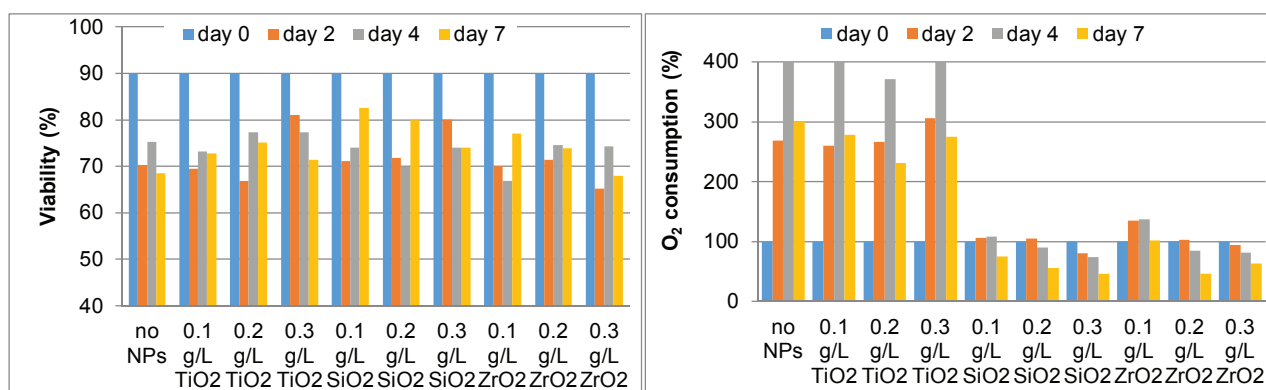 100
90
80
70
60
50
40
Viability (%)
day 0 day 2 day 4 day 7
no NPs
0.1 g/L TiO2
0.2 g/L TiO2
0.3 g/L TiO2
0.1 g/L SiO2
0.2 g/L SiO2
0.3 g/L SiO2
0.1 g/L ZrO2
0.2 g/L ZrO2
0.3 g/L ZrO2
day 0 day 2 day 4 day 7
400
300
200
100
0
O₂ consumption (%)
no NPs
0.1 g/L TiO2
0.2 g/L TiO2
0.3 g/L TiO2
0.1 g/L SiO2
0.2 g/L SiO2
0.3 g/L SiO2
0.1 g/L ZrO2
0.2 g/L ZrO2
0.3 g/L ZrO2